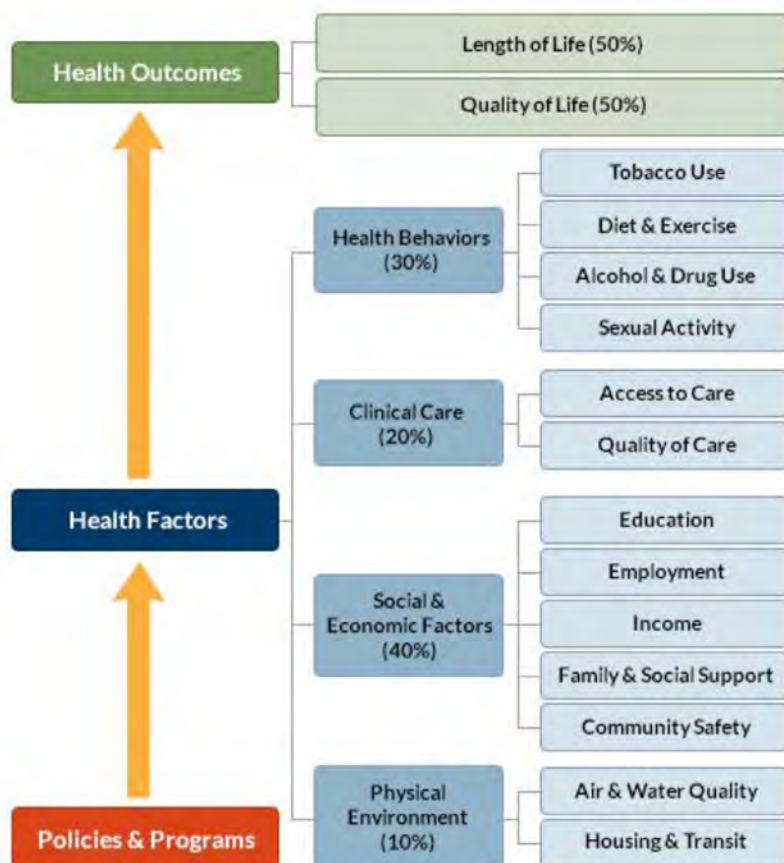 Health Outcomes
Length of Life (50%)
Quality of Life (50%)
Health Factors
Health Behaviors
(30%)
Tobacco Use
Diet & Exercise
Alcohol & Drug Use
Sexual Activity
Clinical Care
(20%)
Access to Care
Quality of Care
Social &
Economic Factors
(40%)
Education
Employment
Income
Family & Social Support
Community Safety
Physical
Environment
(10%)
Air & Water Quality
Housing & Transit
Policies & Programs